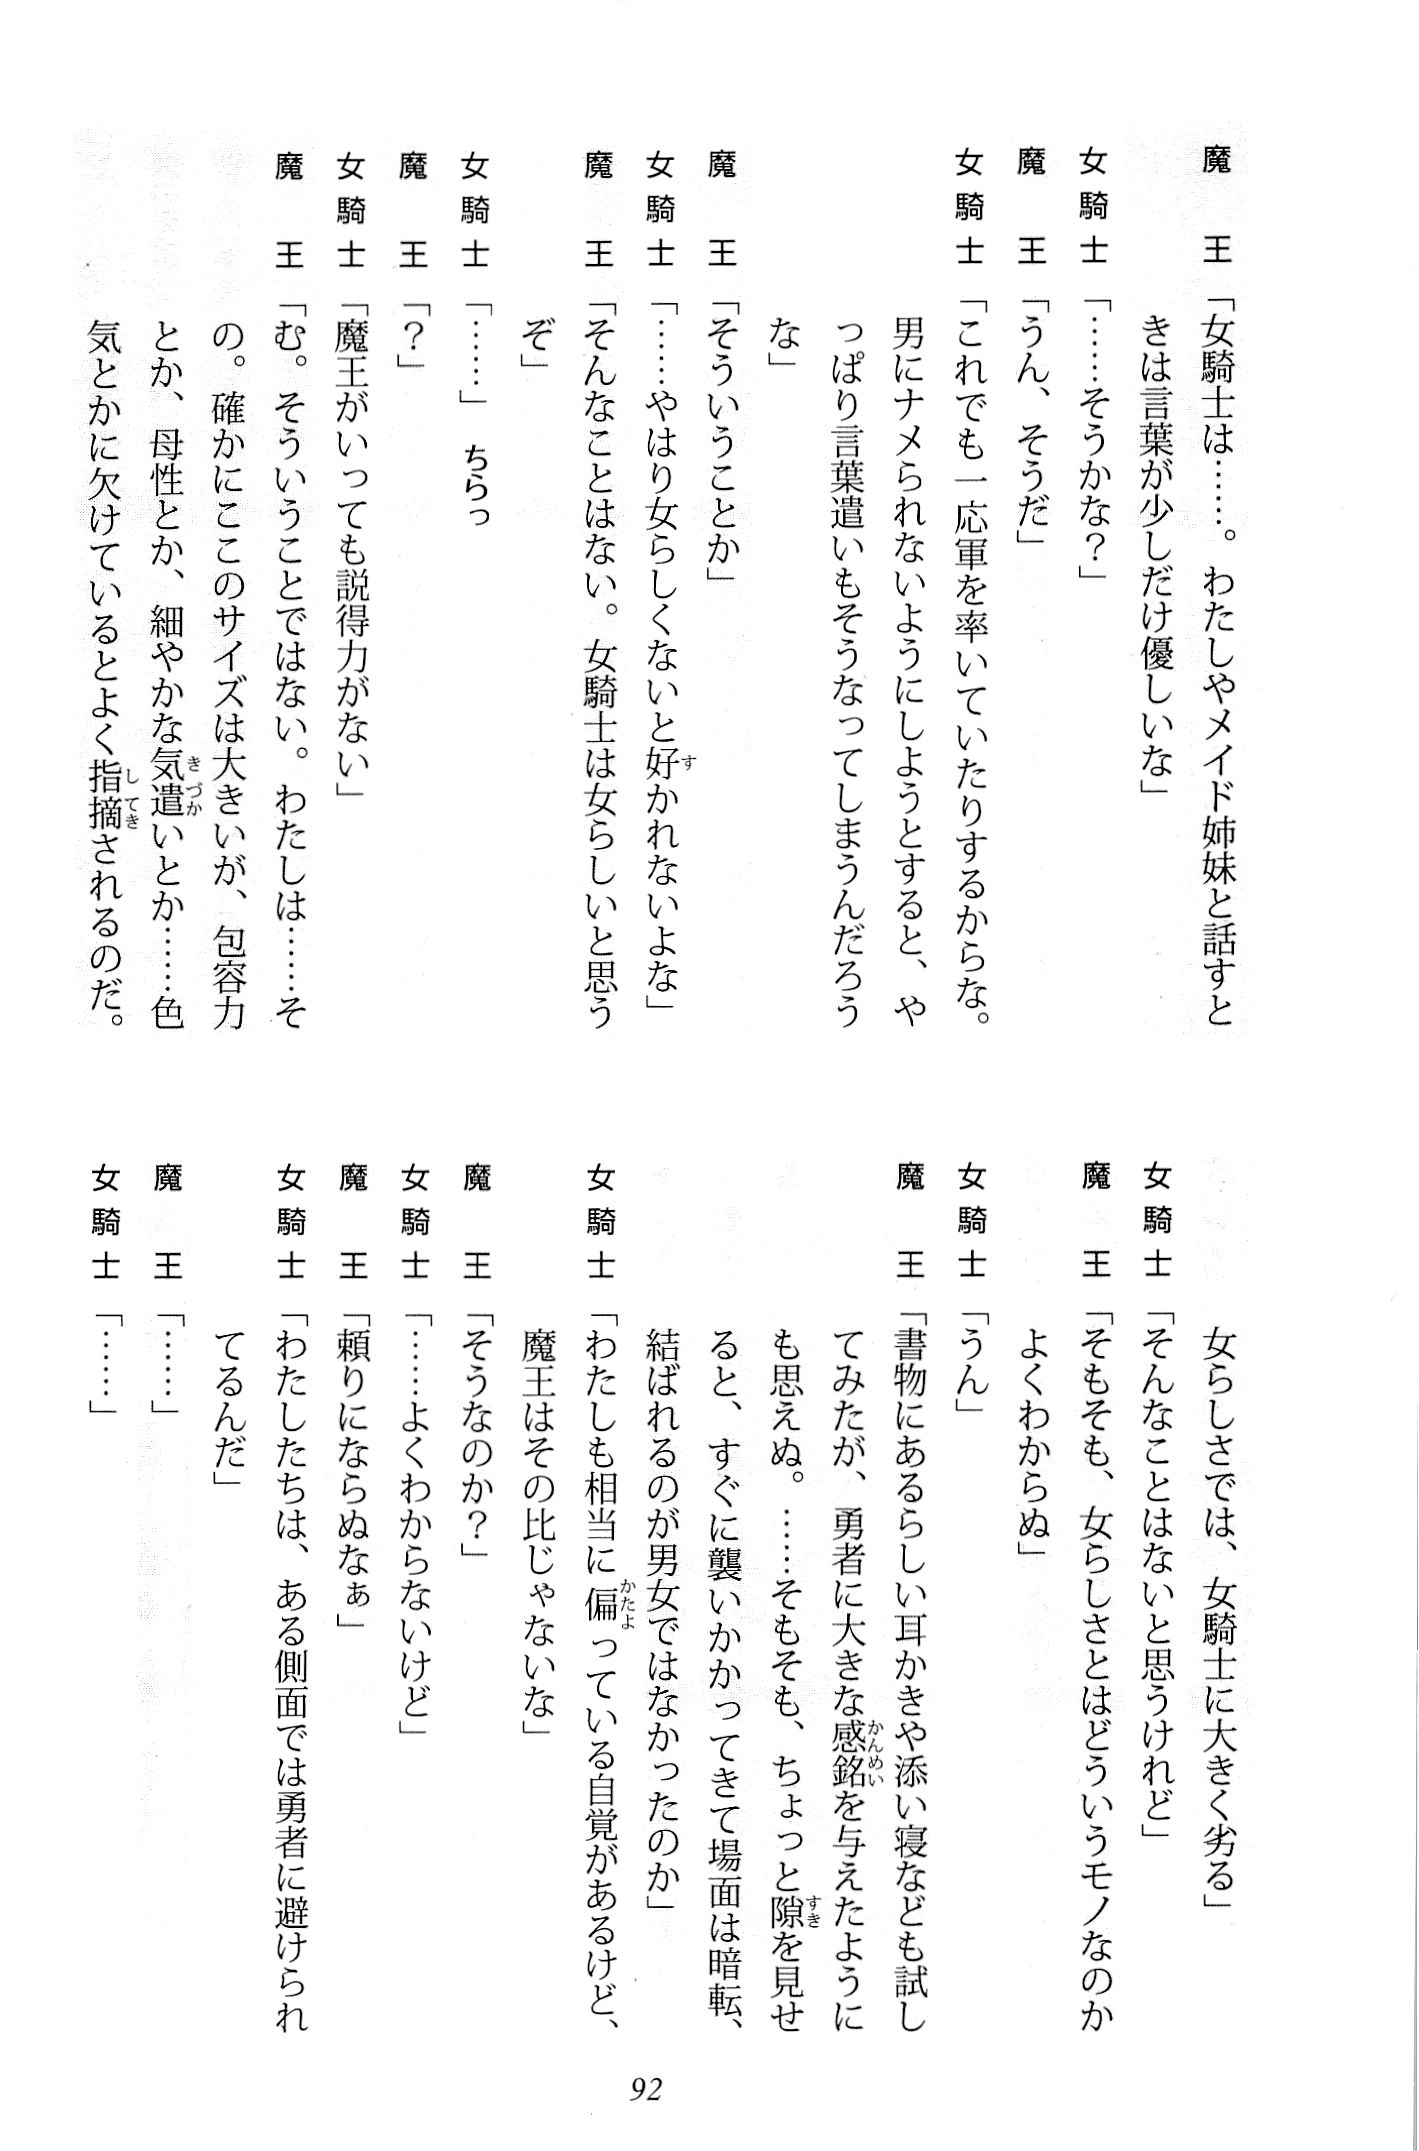 魔　王「女騎士は……。わたしやメイド姉妹と話すと
きは言葉が少しだけ優しいな」
女騎士「……そうかな？」
魔　王「うん、そうだ」
女騎士「これでも一応軍を率いていたりするからな。
男にナメられないようにしようとすると、や
っぱり言葉遣いもそうなってしまうんだろう
な」
魔　王「そういうことか」
女騎士「……やはり女らしくないと好かれないよな」
魔　王「そんなことはない。女騎士は女らしいと思う
ぞ」
女騎士「……」　ちらっ
魔　王「？」
女騎士「魔王がいっても説得力がない」
魔　王「む。そういうことではない。わたしは……そ
の。確かにここのサイズは大きいが、包容力
とか、母性とか、細やかな気遣いとか……色
気とかに欠けているとよく指摘されるのだ。
女らしさでは、女騎士に大きく劣る」
女騎士「そんなことはないと思うけれど」
魔　王「そもそも、女らしさとはどういうモノなのか
よくわからぬ」
女騎士「うん」
魔　王「書物にあるらしい耳かきや添い寝なども試し
てみたが、勇者に大きな感銘を与えたように
も思えぬ。……そもそも、ちょっと隙を見せ
ると、すぐに襲いかかってきて場面は暗転、
結ばれるのが男女ではなかったのか」
女騎士「わたしも相当に偏っている自覚があるけど、
魔王はその比じゃないな」
魔　王「そうなのか？」
女騎士「……よくわからないけど」
魔　王「頼りにならぬなぁ」
女騎士「わたしたちは、ある側面では勇者に避けられ
てるんだ」
魔　王「……」
女騎士「……」
92